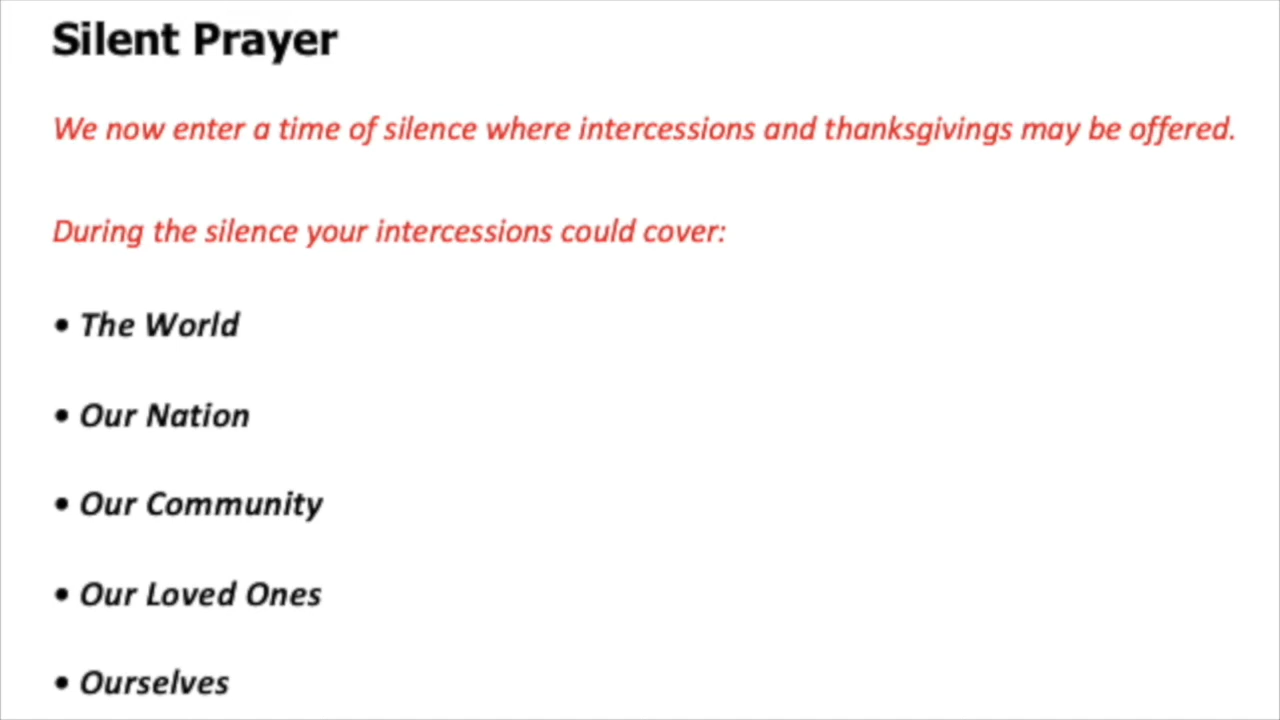 Silent Prayer
We now enter a time of silence where intercessions and thanksgivings may be offered.
During the silence your intercessions could cover:
• The World
• Our Nation
• Our Community
• Our Loved Ones
• Ourselves